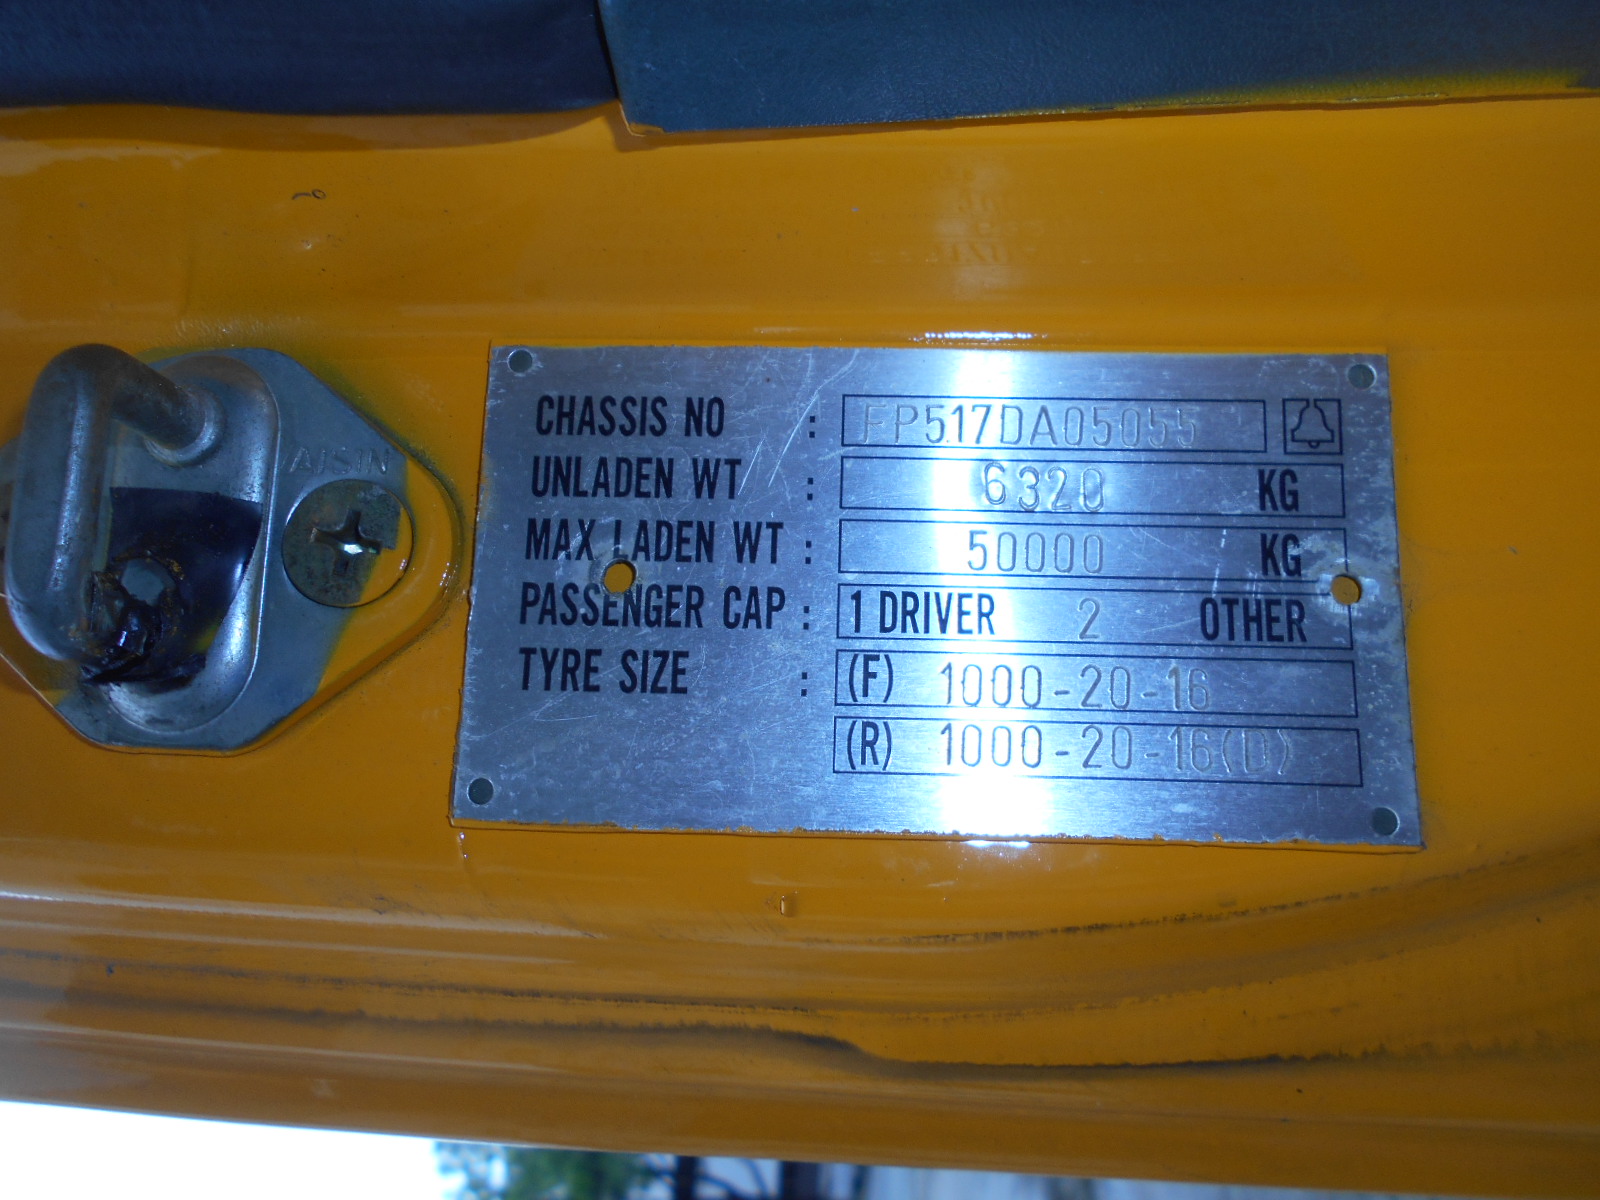 AISIN
CHASSIS NO : FP517DA05055
UNLADEN WT : 6320 KG
MAX LADEN WT : 50000 KG
PASSENGER CAP : 1 DRIVER 2 OTHER
TYRE SIZE : (F) 1000-20-16
(R) 1000-20-16(D)